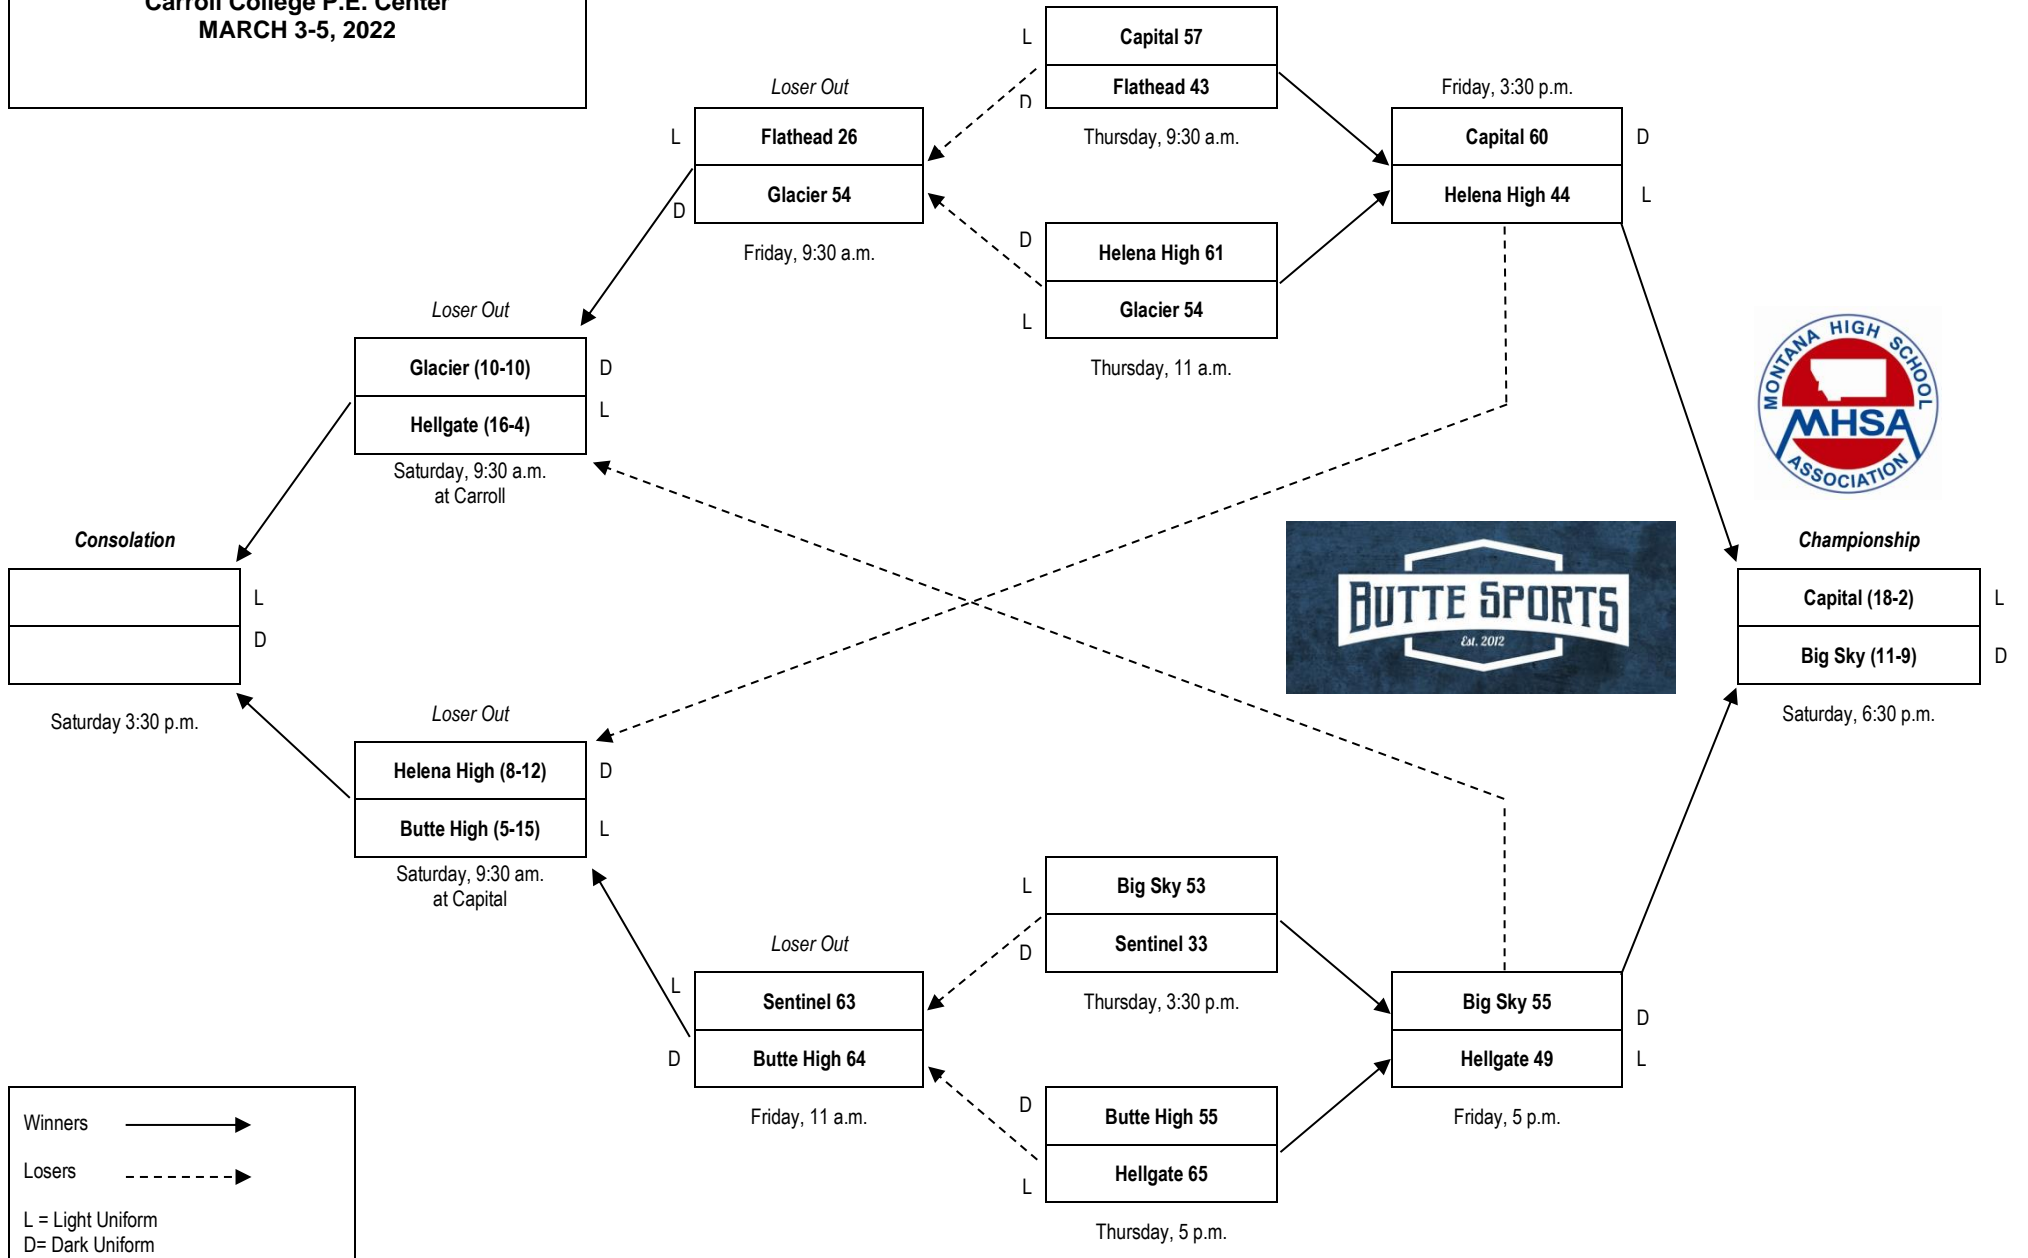 Carroll College P.E. Center
MARCH 3-5, 2022
L
Capital 57
D
Flathead 43
Thursday, 9:30 a.m.
Loser Out
L
Flathead 26
D
Glacier 54
Friday, 9:30 a.m.
D
Helena High 61
L
Glacier 54
Thursday, 11 a.m.
Friday, 3:30 p.m.
Capital 60
D
Helena High 44
L
Loser Out
Glacier (10-10)
D
Hellgate (16-4)
L
Saturday, 9:30 a.m.
at Carroll
MONTANA HIGH SCHOOL
MHSA
ASSOCIATION
Consolation
L
D
Saturday 3:30 p.m.
BUTTE SPORTS
Est. 2012
Championship
Capital (18-2)
L
Big Sky (11-9)
D
Saturday, 6:30 p.m.
Loser Out
Helena High (8-12)
D
Butte High (5-15)
L
Saturday, 9:30 am.
at Capital
L
Big Sky 53
D
Sentinel 33
Thursday, 3:30 p.m.
Loser Out
L
Sentinel 63
D
Butte High 64
Friday, 11 a.m.
Big Sky 55
D
Hellgate 49
L
Friday, 5 p.m.
D
Butte High 55
L
Hellgate 65
Thursday, 5 p.m.
Winners
Losers
L = Light Uniform
D= Dark Uniform